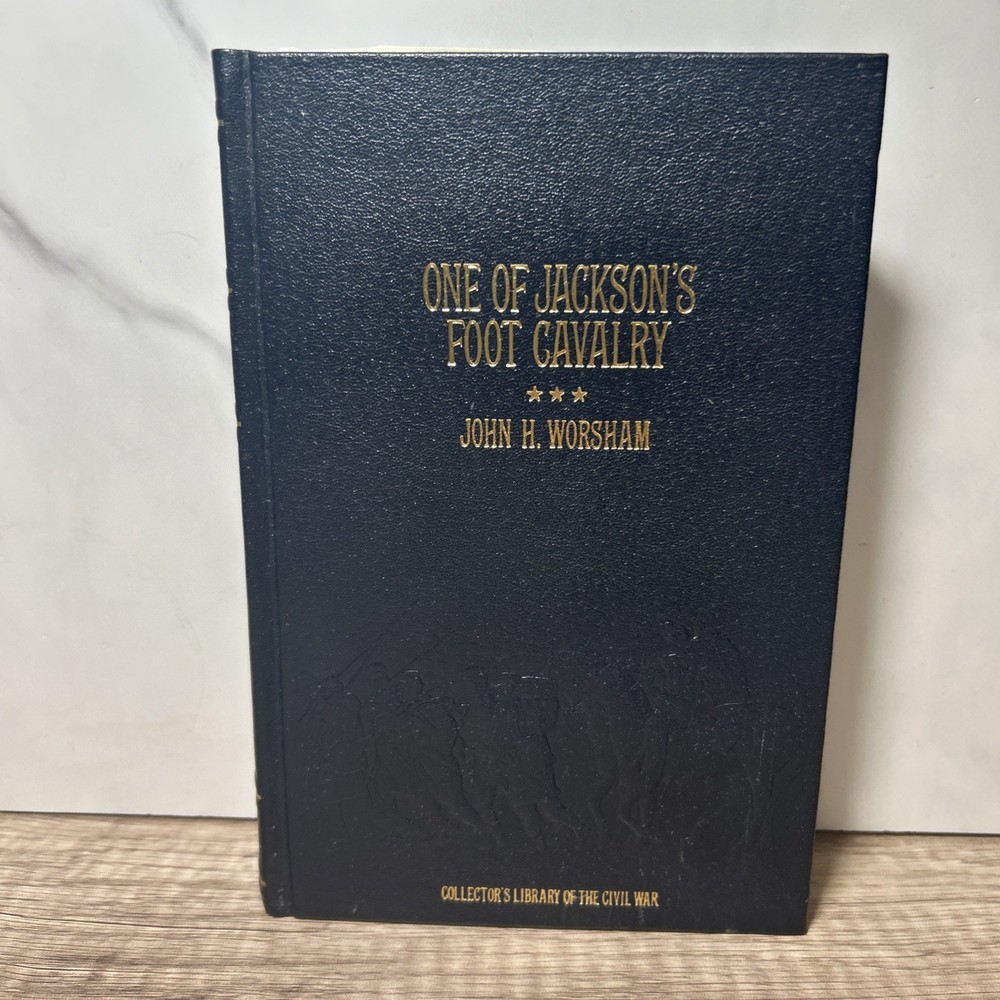 ONE OF JACKSON'S
FOOT CAVALRY
★★★
JOHN H. WORSHAM
COLLECTOR'S LIBRARY OF THE CIVIL WAR